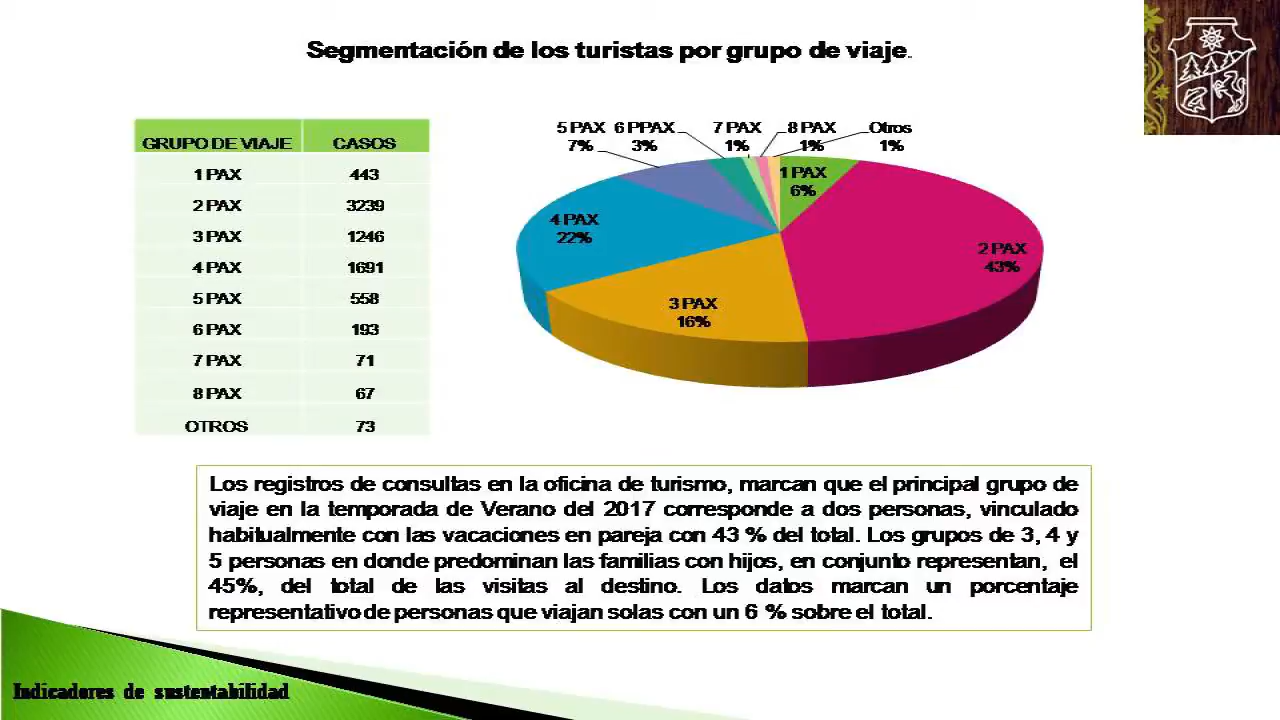 Segmentación de los turistas por grupo de viaje.
GRUPO DE VIAJE CASOS
1 PAX 443
2 PAX 3239
3 PAX 1246
4 PAX 1691
5 PAX 558
6 PAX 193
7 PAX 71
8 PAX 67
OTROS 73
5 PAX 6 PPAX 7 PAX 8 PAX Otros
7% 3% 1% 1% 1%
1 PAX
6%
4 PAX
22%
2 PAX
43%
3 PAX
16%
Los registros de consultas en la oficina de turismo, marcan que el principal grupo de
viaje en la temporada de Verano del 2017 corresponde a dos personas, vinculado
habitualmente con las vacaciones en pareja con 43 % del total. Los grupos de 3, 4 y
5 personas en donde predominan las familias con hijos, en conjunto representan, el
45%, del total de las visitas al destino. Los datos marcan un porcentaje
representativo de personas que viajan solas con un 6 % sobre el total.
Indicadores de sustentabilidad